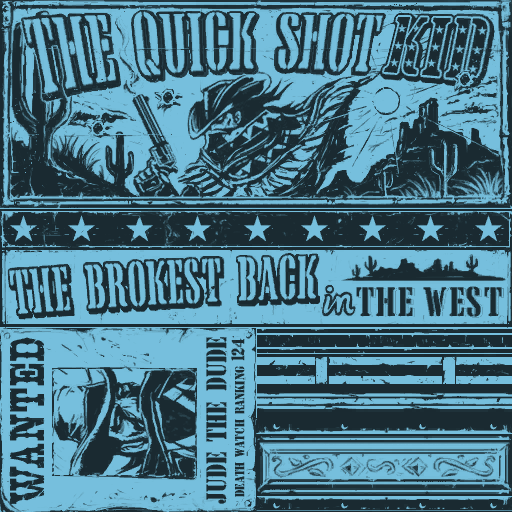 THE QUICK SHOT KID
THE BROKEST BACK in THE WEST
WANTED
JUDE THE DUDE
DEATH WATCH RANKING 124